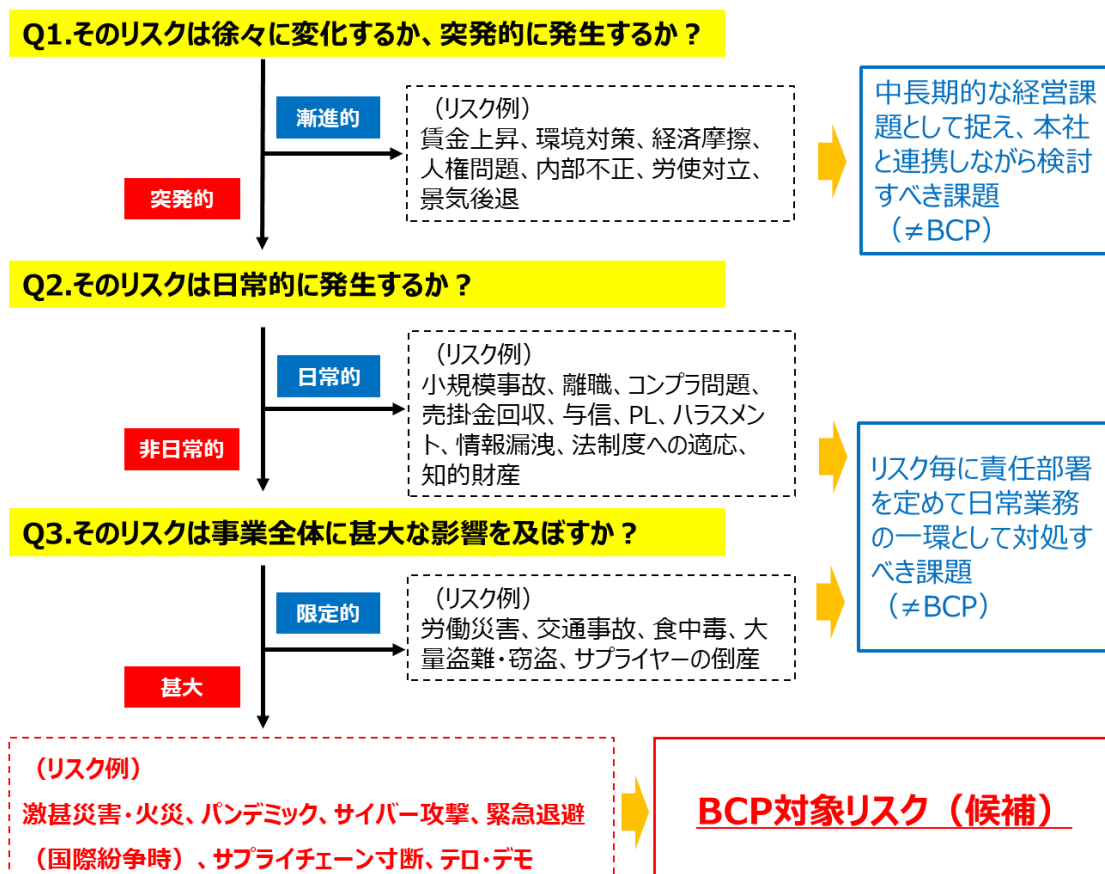 Q1.そのリスクは徐々に変化するか、突発的に発生するか？
漸進的
（リスク例）
賃金上昇、環境対策、経済摩擦、
人権問題、内部不正、労使対立、
景気後退
中長期的な経営課
題として捉え、本社
と連携しながら検討
すべき課題
（≠BCP）
突発的
Q2.そのリスクは日常的に発生するか？
日常的
（リスク例）
小規模事故、離職、コンプラ問題、
売掛金回収、与信、PL、ハラスメン
ト、情報漏洩、法制度への適応、
知的財産
非日常的
リスク毎に責任部署
を定めて日常業務
の一環として対処す
べき課題
（≠BCP）
Q3.そのリスクは事業全体に甚大な影響を及ぼすか？
限定的
（リスク例）
労働災害、交通事故、食中毒、大
量盗難・窃盗、サプライヤーの倒産
甚大
（リスク例）
激甚災害・火災、パンデミック、サイバー攻撃、緊急退避
（国際紛争時）、サプライチェーン寸断、テロ・デモ
BCP対象リスク（候補）